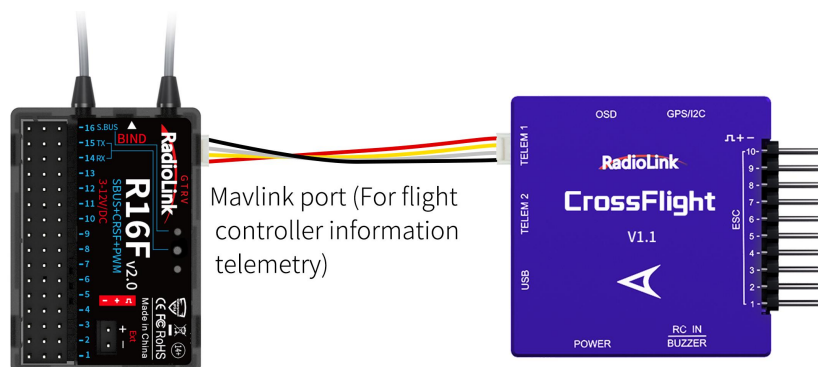 16 S.BUS
BIND
15 TX
14 RX
13
12
11
10
9
8
7
6
5
4
3
2
1
RadioLink
GTRV
R16F V2.0
SBUS+CRSF+PWM
3-12V/DC
- +
Ext
+
-
Made in China
CE FC RoHS
14+
Mavlink port (For flight
controller information
telemetry)
OSD
GPS/I2C
TELEM 1
TELEM 2
USB
RadioLink
CrossFlight
V1.1
POWER
RC IN
BUZZER
ESC
+ -
10
9
8
7
6
5
4
3
2
1